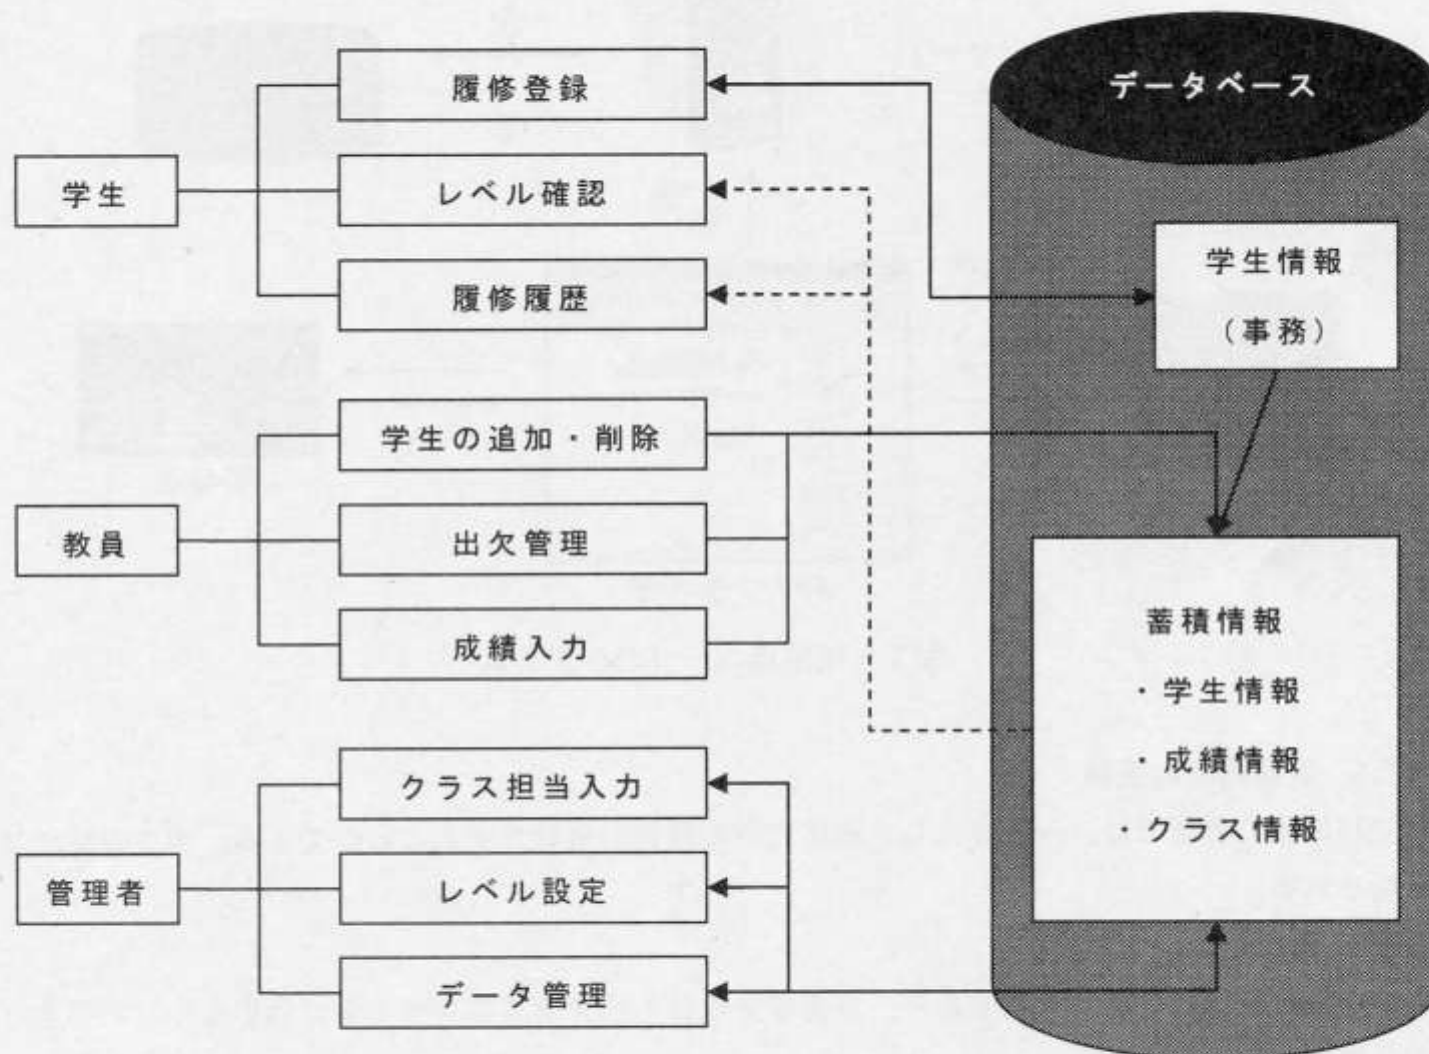 データベース
学生
履修登録
レベル確認
履修履歴
学生情報
（事務）
教員
学生の追加・削除
出欠管理
成績入力
蓄積情報
・学生情報
・成績情報
・クラス情報
管理者
クラス担当入力
レベル設定
データ管理